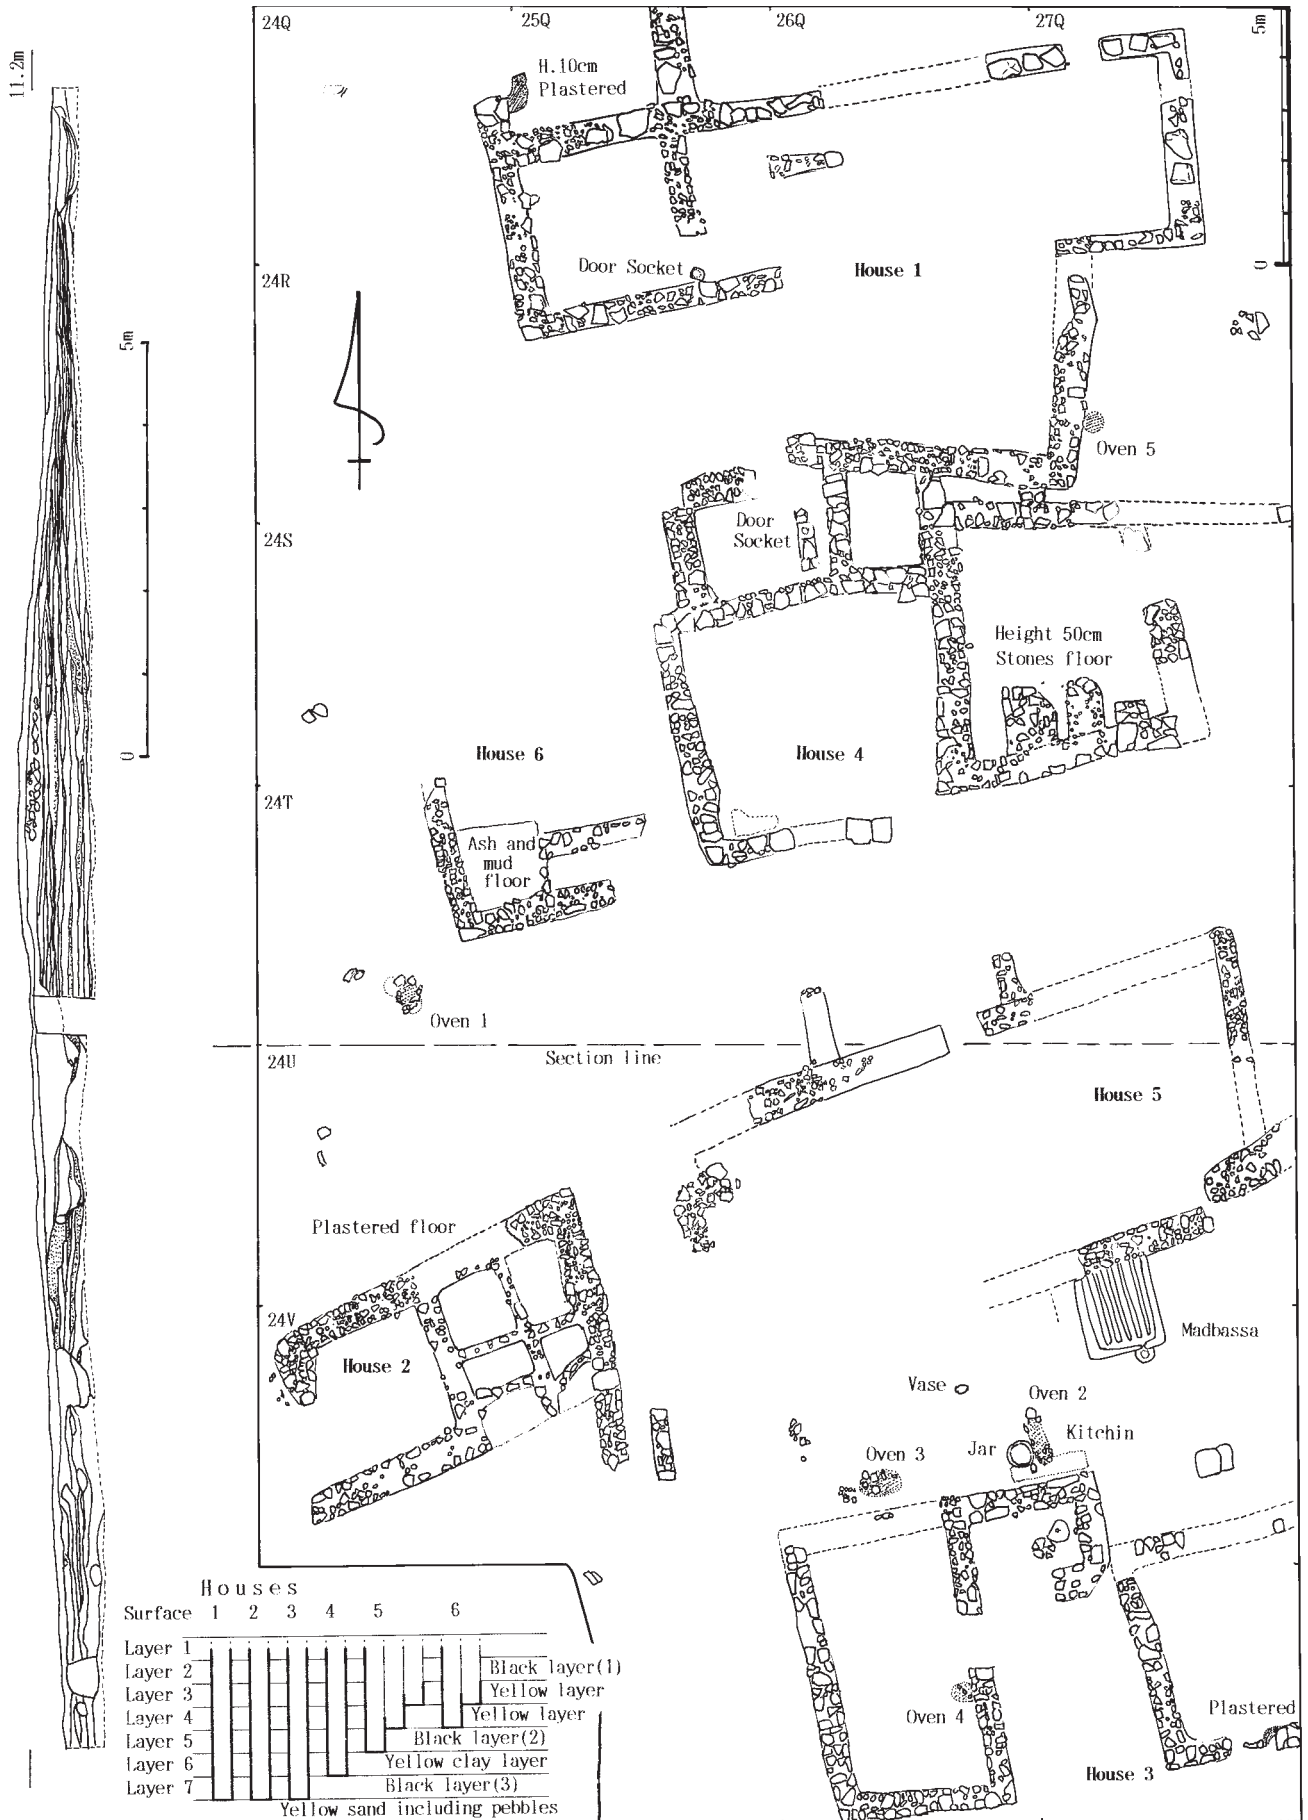 24Q
25Q
26Q
27Q
5m
11.2m
H.10cm
Plastered
24R
Door Socket
House 1
0
5m
Oven 5
24S
Door
Socket
Height 50cm
Stones floor
House 6
House 4
0
24T
Ash and
mud
floor
Oven 1
Section line
24U
House 5
Plastered floor
24V
House 2
Madbassa
Vase
Oven 2
Kitchin
Oven 3
Jar
Oven 4
Plastered
House 3
Houses
Surface 1 2 3 4 5 6
Layer 1
Layer 2 Black layer(1)
Layer 3 Yellow layer
Layer 4 Yellow layer
Layer 5 Black layer(2)
Layer 6 Yellow clay layer
Layer 7 Black layer(3)
Yellow sand including pebbles